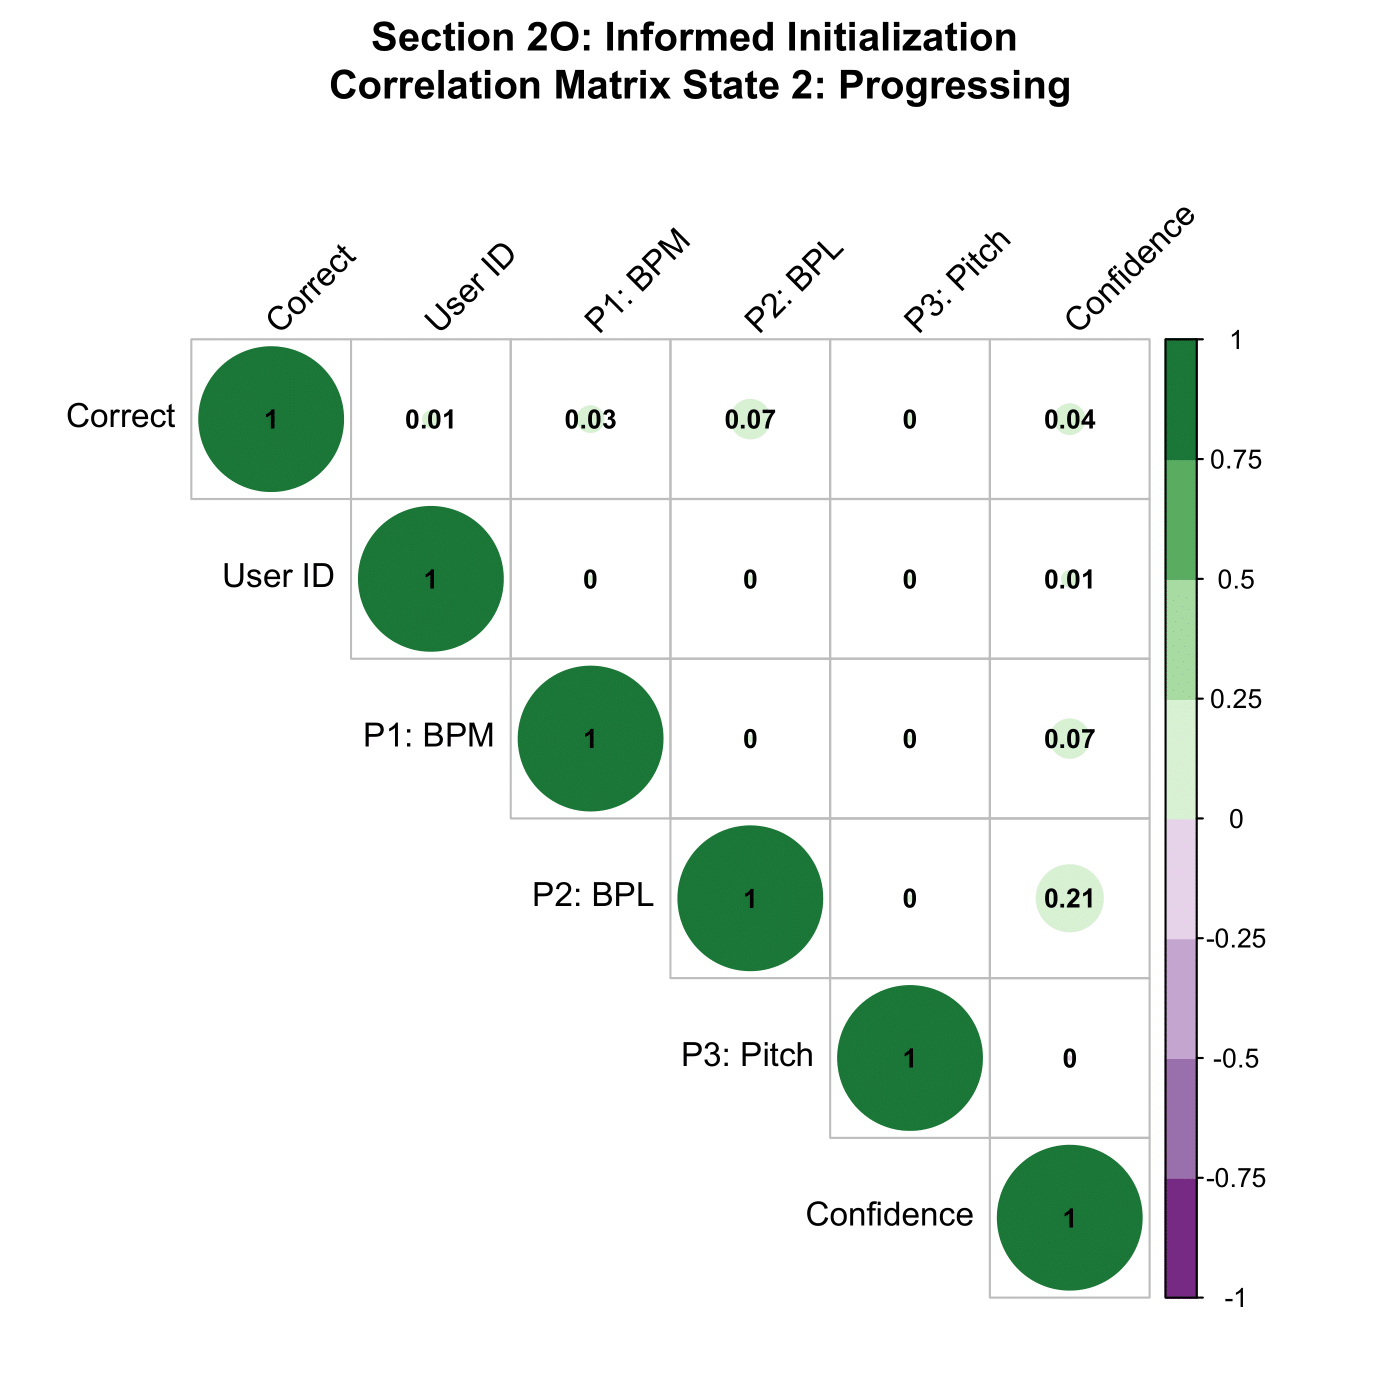 Section 2O: Informed Initialization
Correlation Matrix State 2: Progressing
Correct
User ID
P1: BPM
P2: BPL
P3: Pitch
Confidence
Correct 1 0.01 0.03 0.07 0 0.04
User ID 1 0 0 0 0.01
P1: BPM 1 0 0 0.07
P2: BPL 1 0 0.21
P3: Pitch 1 0
Confidence 1
1
0.75
0.5
0.25
0
-0.25
-0.5
-0.75
-1